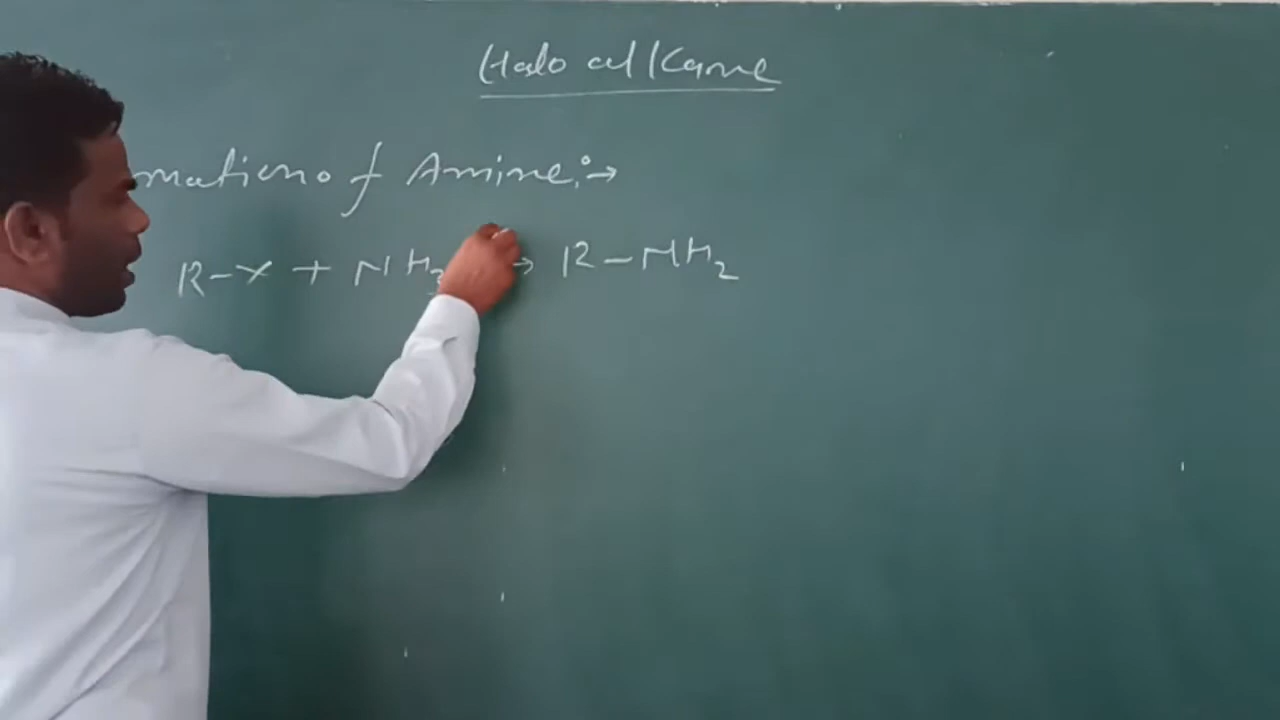 Halo alkane
mation of Amine:→
R-X + NH3 → R-NH2